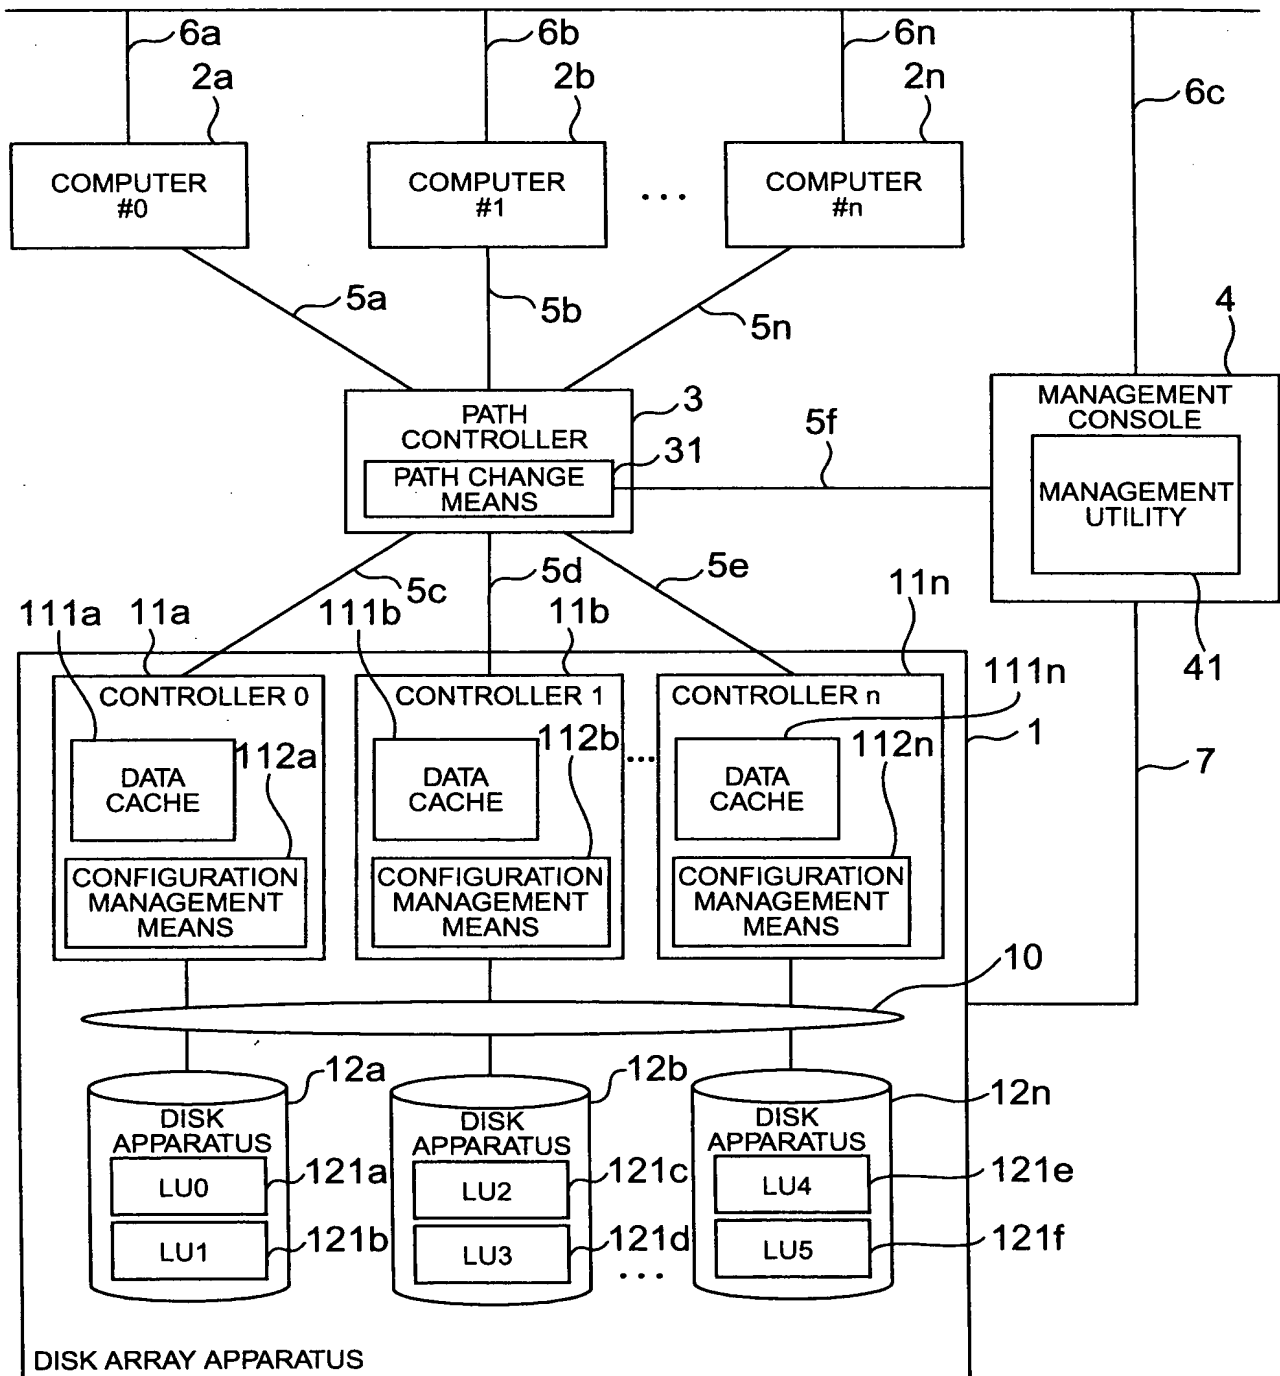 6a
6b
6n
6c
2a
2b
2n
COMPUTER
#0
COMPUTER
#1
...
COMPUTER
#n
5a
5b
5n
4
3
PATH
CONTROLLER
31
PATH CHANGE
MEANS
5f
MANAGEMENT
CONSOLE
MANAGEMENT
UTILITY
41
5c
5d
5e
111a
11a
111b
11b
11n
111n
CONTROLLER 0
CONTROLLER 1
CONTROLLER n
1
7
112a
112b
112n
DATA
CACHE
DATA
CACHE
...
DATA
CACHE
CONFIGURATION
MANAGEMENT
MEANS
CONFIGURATION
MANAGEMENT
MEANS
CONFIGURATION
MANAGEMENT
MEANS
10
12a
12b
12n
DISK
APPARATUS
DISK
APPARATUS
DISK
APPARATUS
LU0
121a
LU2
121c
LU4
121e
LU1
121b
LU3
121d
...
LU5
121f
DISK ARRAY APPARATUS